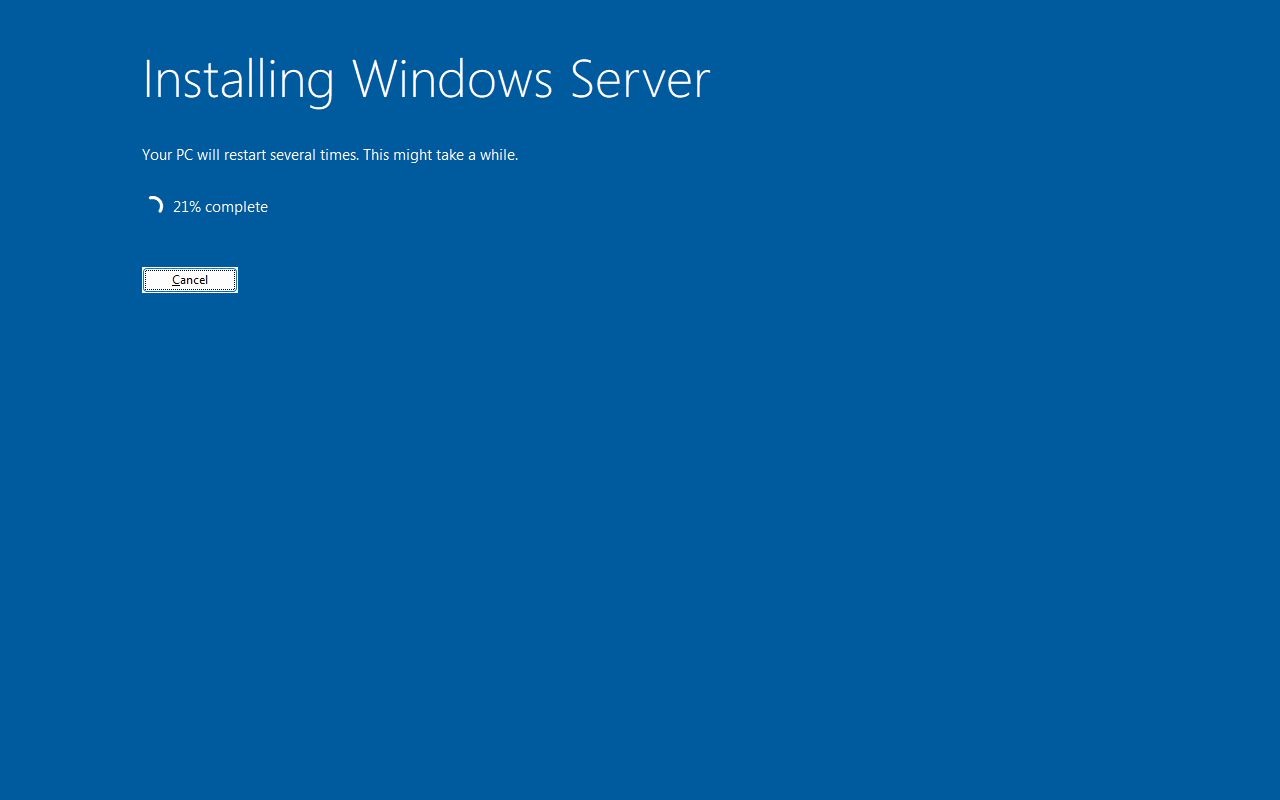 Installing Windows Server
Your PC will restart several times. This might take a while.
21% complete
Cancel